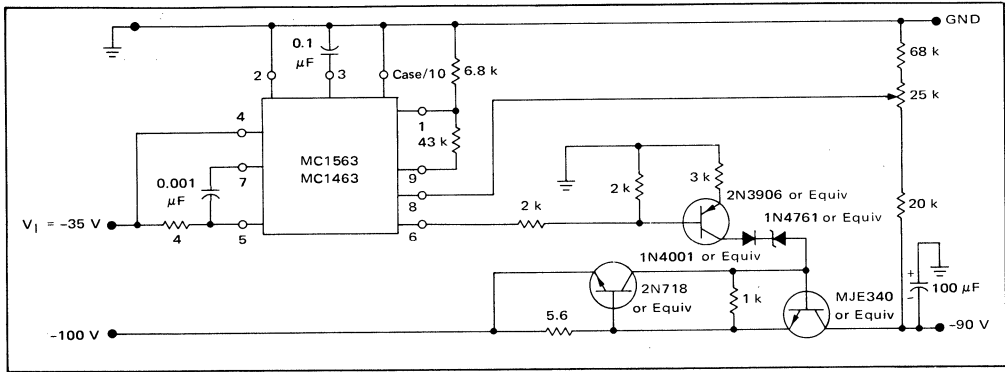 GND
0.1
µF
2
3
Case/10
6.8 k
68 k
25 k
4
1
43 k
MC1563
MC1463
7
9
0.001
µF
8
2 k
3 k
2N3906 or Equiv
1N4761 or Equiv
20 k
V_I = –35 V
4
5
6
2 k
1N4001 or Equiv
2N718
or Equiv
1 k
MJE340
or Equiv
+
–
100 µF
–100 V
5.6
–90 V